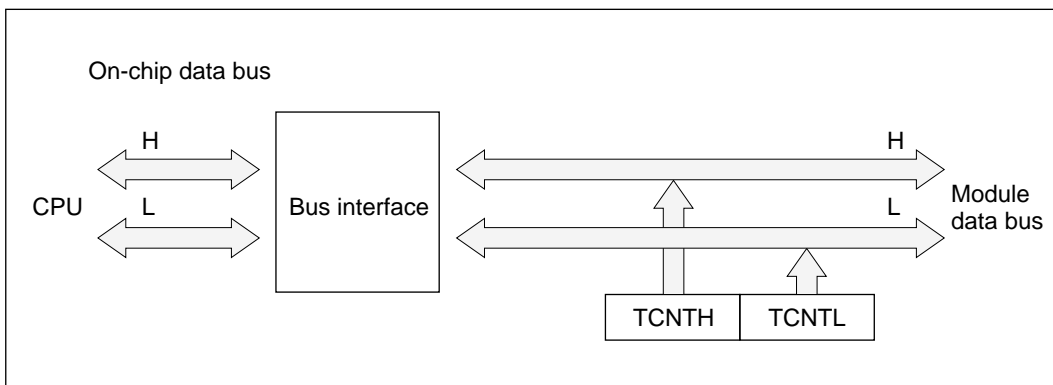 On-chip data bus
H
H
CPU
L
Bus interface
L
Module
data bus
TCNTH
TCNTL